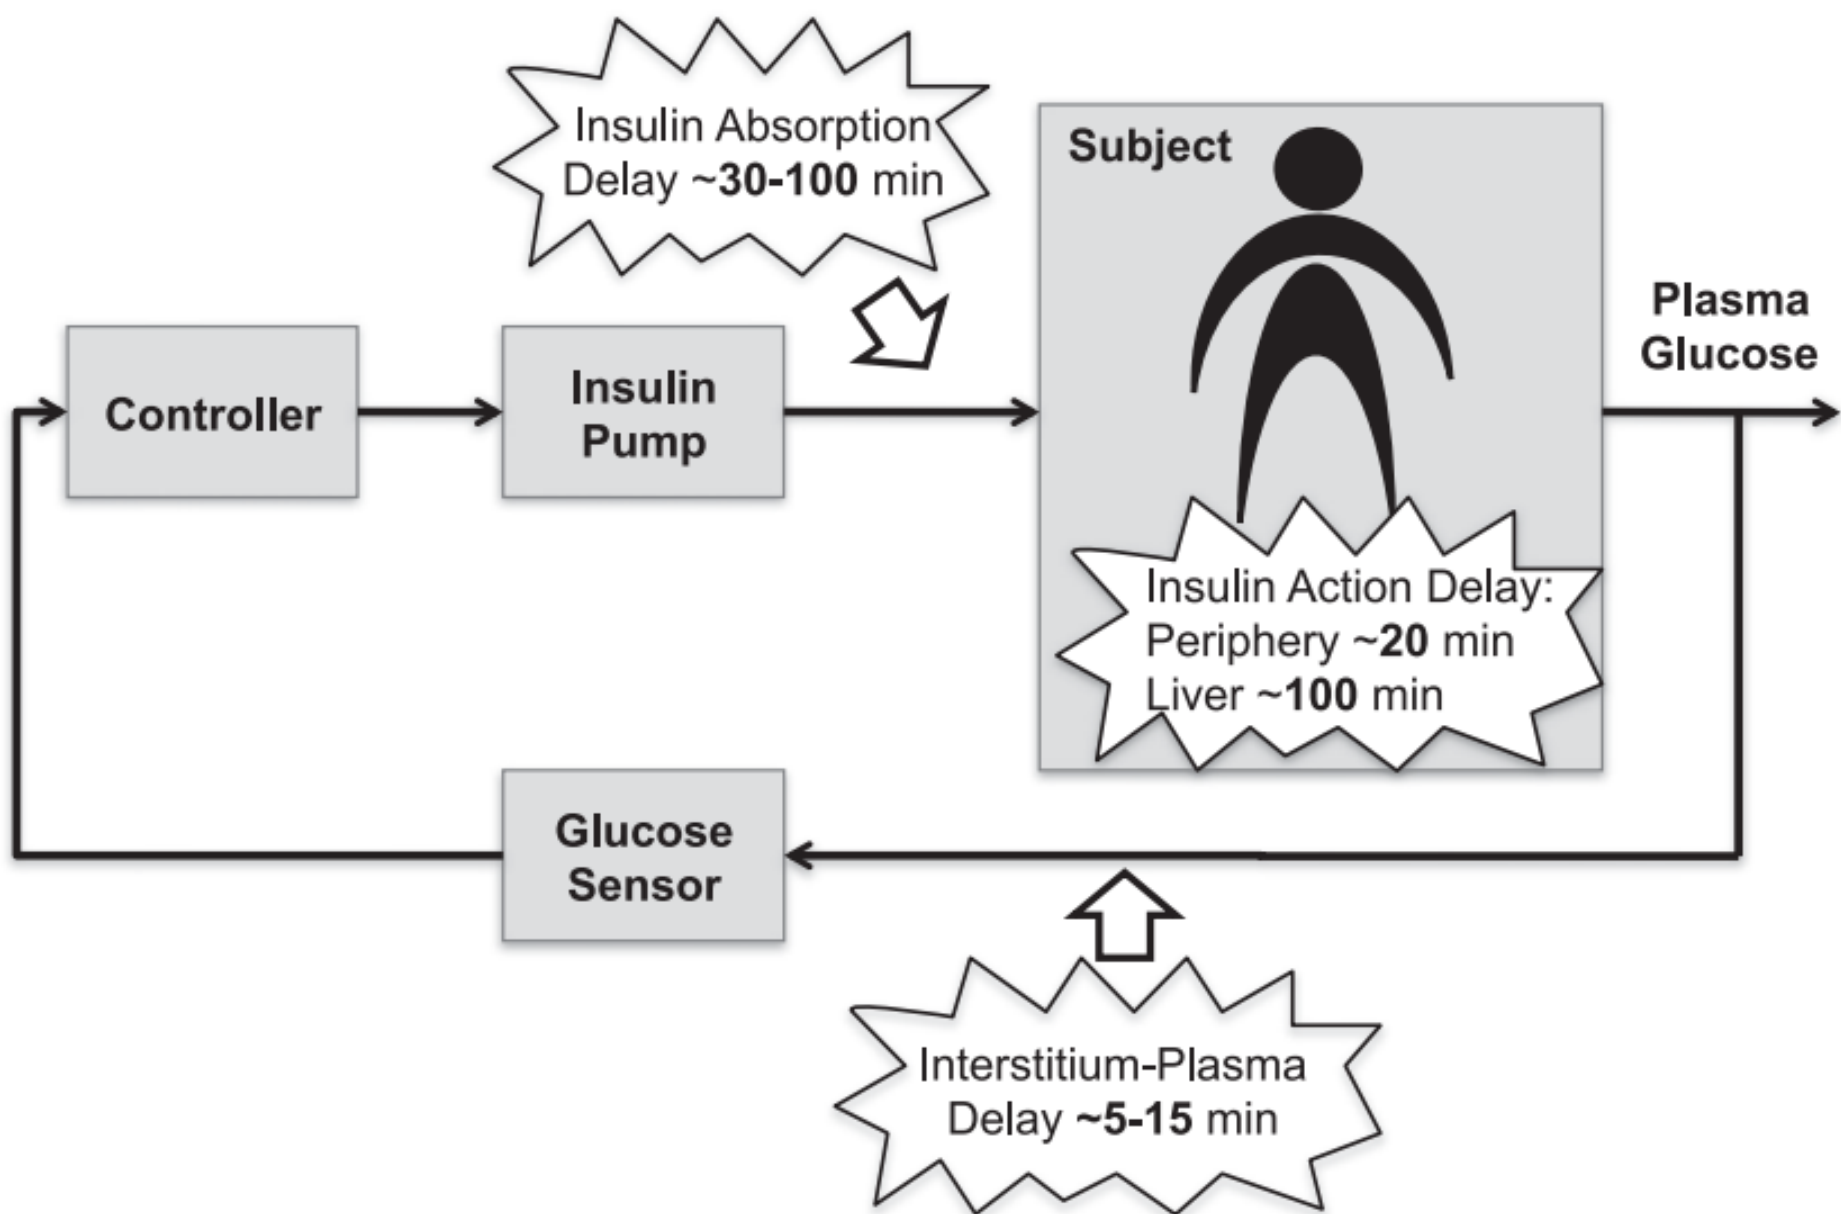 Insulin Absorption
Delay ~30-100 min
Subject
Plasma
Glucose
Controller
Insulin
Pump
Insulin Action Delay:
Periphery ~20 min
Liver ~100 min
Glucose
Sensor
Interstitium-Plasma
Delay ~5-15 min